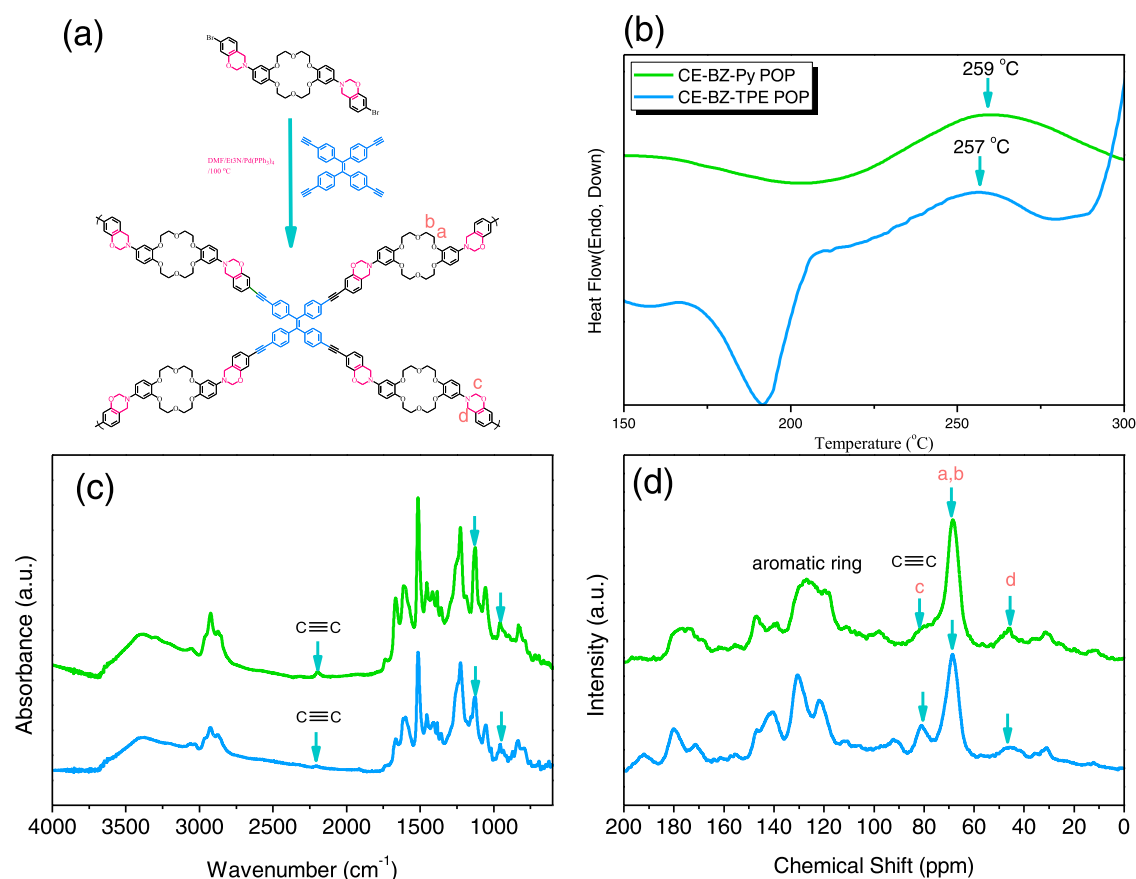 (a)
Br
N
O
O
O
O
O
O
O
N
O
Br
DMF/Et3N/Pd(PPh3)4
/100 °C
b
a
c
d
(b)
CE-BZ-Py POP
CE-BZ-TPE POP
259 °C
257 °C
Heat Flow(Endo, Down)
150
200
250
300
Temperature (°C)
(c)
C≡C
C≡C
Absorbance (a.u.)
4000 3500 3000 2500 2000 1500 1000
Wavenumber (cm-1)
(d)
a,b
aromatic ring
C≡C
c
d
Intensity (a.u.)
200 180 160 140 120 100 80 60 40 20 0
Chemical Shift (ppm)